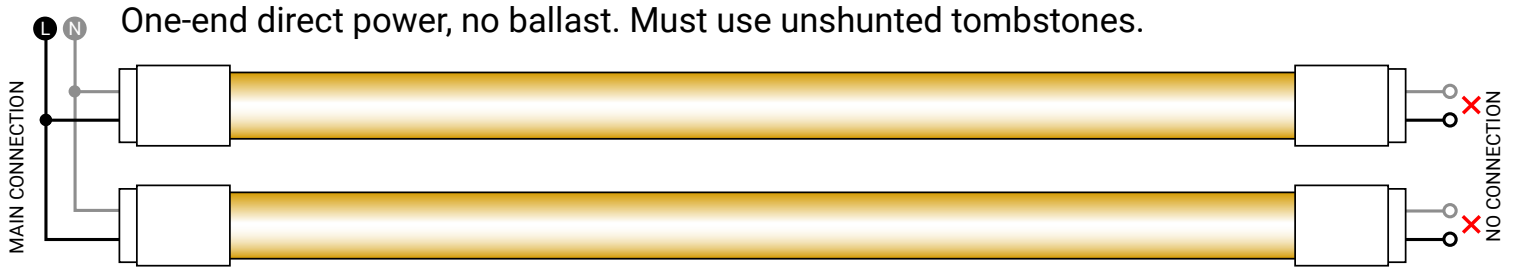 One-end direct power, no ballast. Must use unshunted tombstones.
L N
MAIN CONNECTION
NO CONNECTION